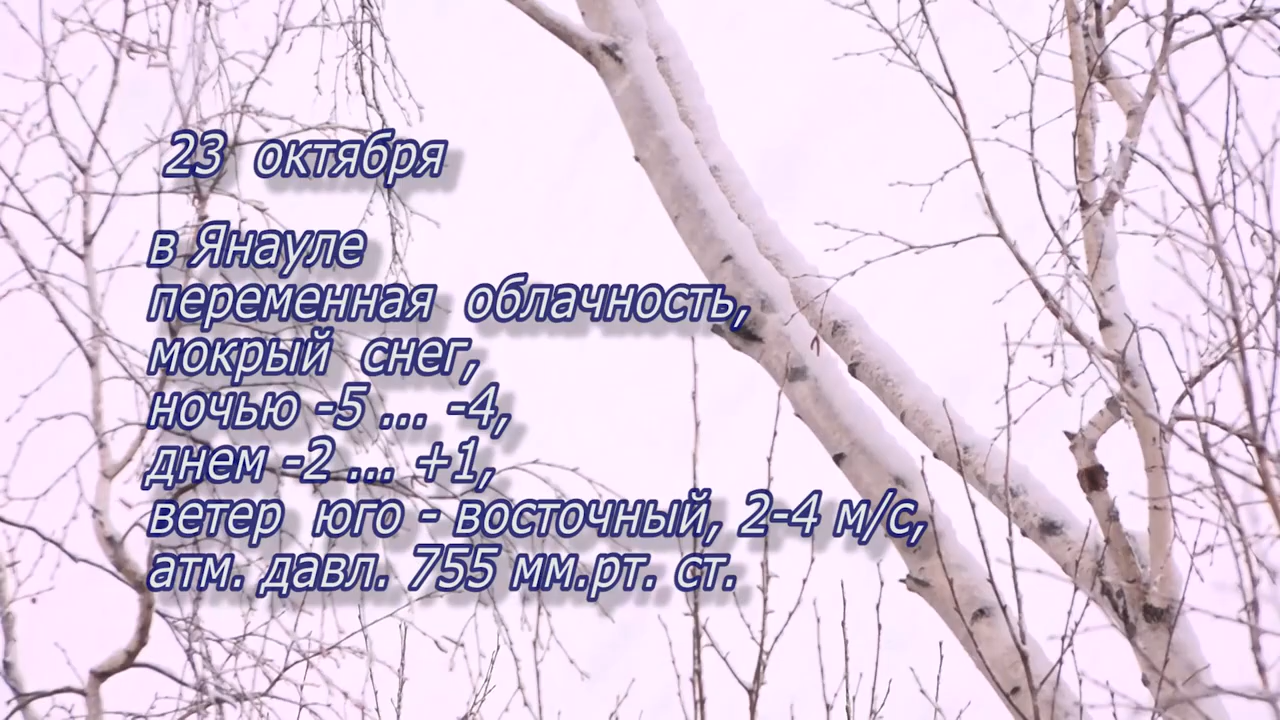 23 октября
в Янауле
переменная облачность,
мокрый снег,
ночью -5 ... -4,
днем -2 ... +1,
ветер юго - восточный, 2-4 м/с,
атм. давл. 755 мм.рт. ст.